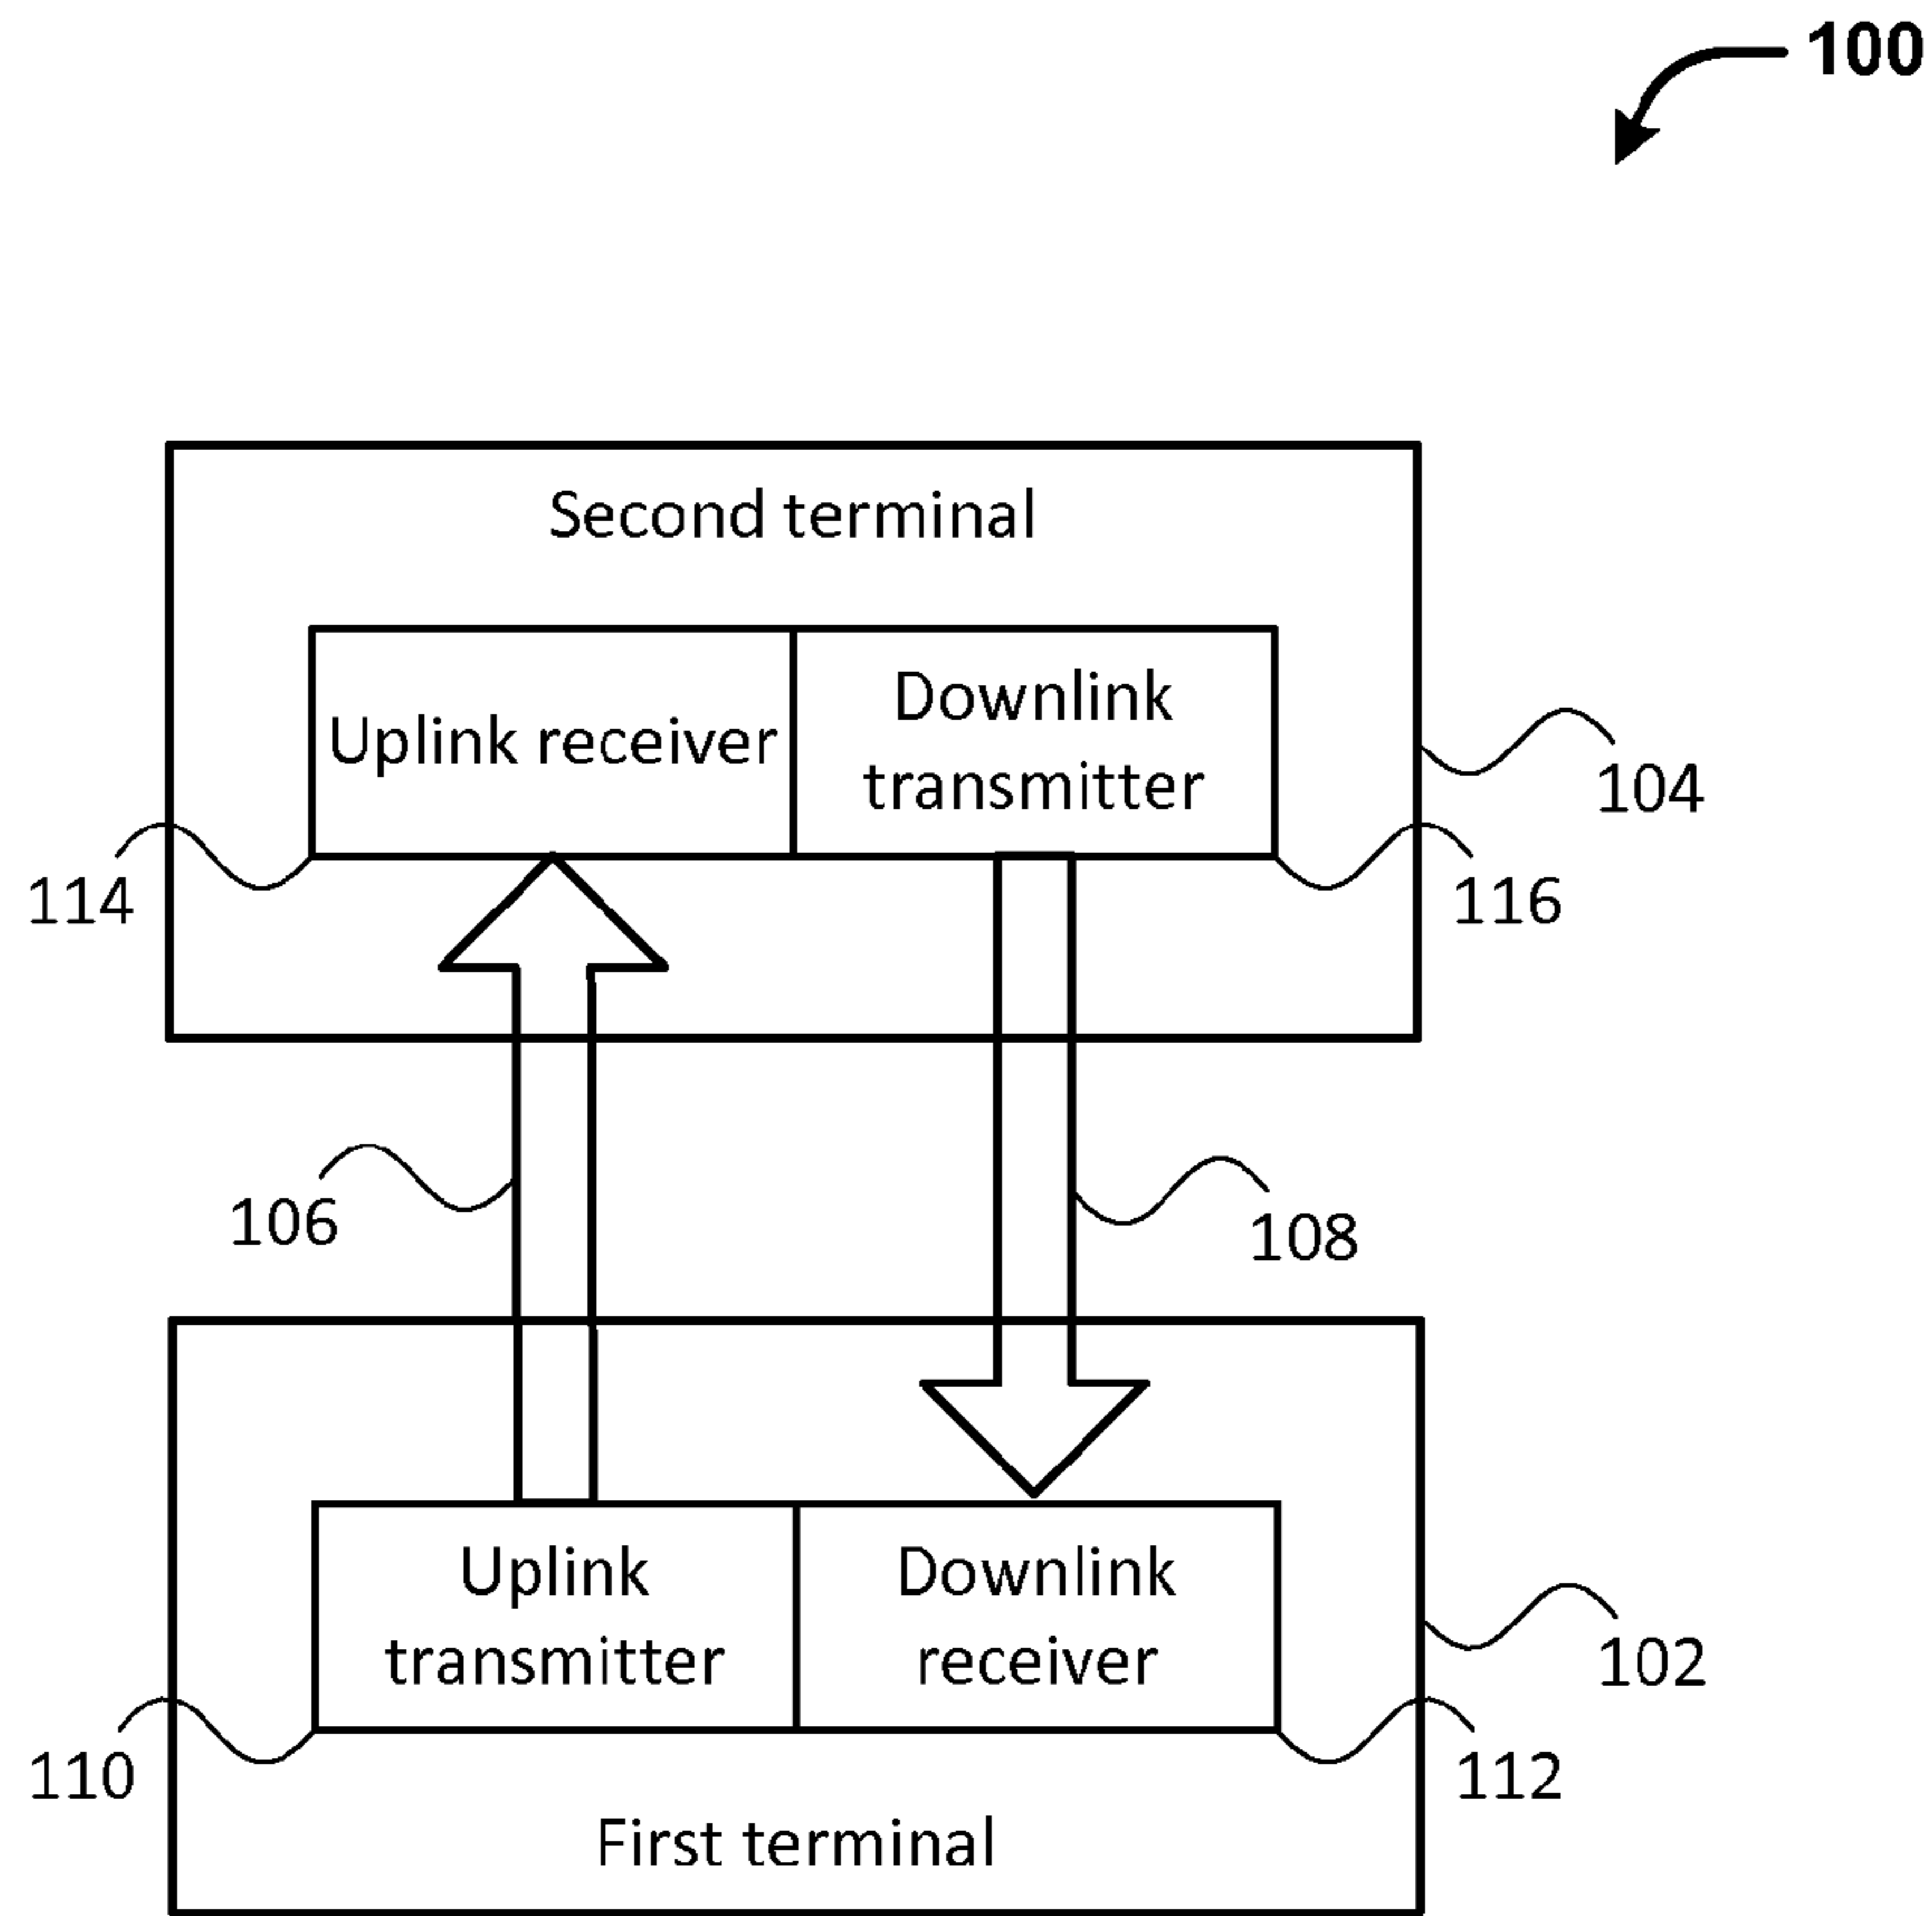 100
Second terminal
Uplink receiver
Downlink
transmitter
104
114
116
106
108
Uplink
transmitter
Downlink
receiver
102
110
112
First terminal